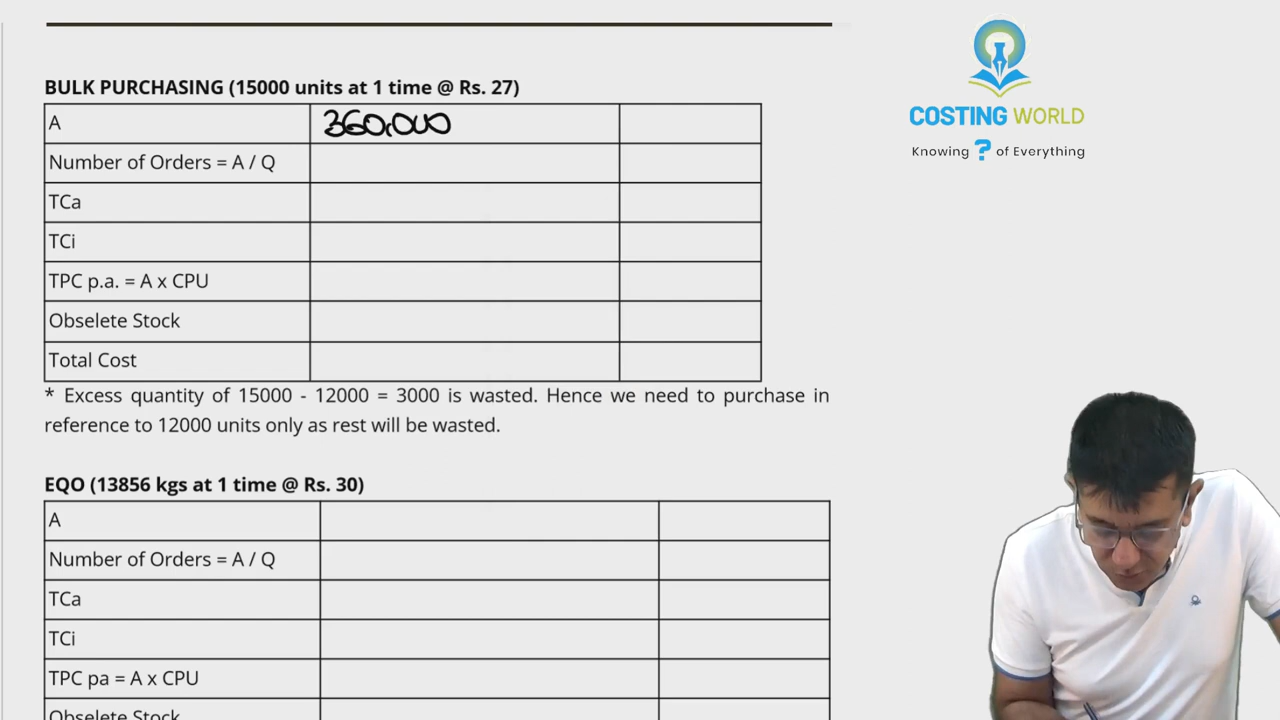 BULK PURCHASING (15000 units at 1 time @ Rs. 27)
A 360,000
Number of Orders = A / Q
TCa
TCi
TPC p.a. = A x CPU
Obselete Stock
Total Cost
* Excess quantity of 15000 - 12000 = 3000 is wasted. Hence we need to purchase in
reference to 12000 units only as rest will be wasted.
EQO (13856 kgs at 1 time @ Rs. 30)
A
Number of Orders = A / Q
TCa
TCi
TPC pa = A x CPU
Obselete Stock
COSTING WORLD
Knowing ? of Everything